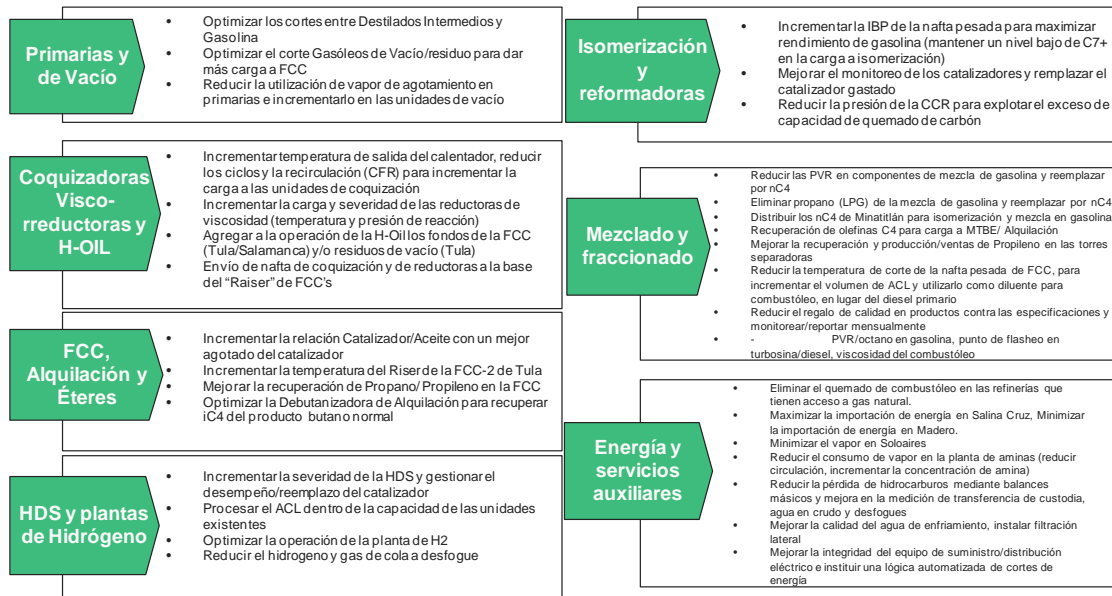 Primarias y
de Vacío
• Optimizar los cortes entre Destilados Intermedios y
Gasolina
• Optimizar el corte Gasóleos de Vacío/residuo para dar
más carga a FCC
• Reducir la utilización de vapor de agotamiento en
primarias e incrementarlo en las unidades de vacío
Coquizadoras
Visco-
rreductoras y
H-OIL
• Incrementar temperatura de salida del calentador, reducir
los ciclos y la recirculación (CFR) para incrementar la
carga a las unidades de coquización
• Incrementar la carga y severidad de las reductoras de
viscosidad (temperatura y presión de reacción)
• Agregar a la operación de la H-Oil los fondos de la FCC
(Tula/Salamanca) y/o residuos de vacío (Tula)
• Envío de nafta de coquización y de reductoras a la base
del “Raiser” de FCC’s
FCC,
Alquilación y
Éteres
• Incrementar la relación Catalizador/Aceite con un mejor
agotado del catalizador
• Incrementar la temperatura del Riser de la FCC-2 de Tula
• Mejorar la recuperación de Propano/ Propileno en la FCC
• Optimizar la Debutanizadora de Alquilación para recuperar
iC4 del producto butano normal
HDS y plantas
de Hidrógeno
• Incrementar la severidad de la HDS y gestionar el
desempeño/reemplazo del catalizador
• Procesar el ACL dentro de la capacidad de las unidades
existentes
• Optimizar la operación de la planta de H2
• Reducir el hidrogeno y gas de cola a desfogue
Isomerización
y
reformadoras
• Incrementar la IBP de la nafta pesada para maximizar
rendimiento de gasolina (mantener un nivel bajo de C7+
en la carga a isomerización)
• Mejorar el monitoreo de los catalizadores y remplazar el
catalizador gastado
• Reducir la presión de la CCR para explotar el exceso de
capacidad de quemado de carbón
Mezclado y
fraccionado
• Reducir las PVR en componentes de mezcla de gasolina y reemplazar
por nC4
• Eliminar propano (LPG) de la mezcla de gasolina y reemplazar por nC4
• Distribuir los nC4 de Minatitlán para isomerización y mezcla en gasolina
• Recuperación de olefinas C4 para carga a MTBE/ Alquilación
• Mejorar la recuperación y producción/ventas de Propileno en las torres
separadoras
• Reducir la temperatura de corte de la nafta pesada de FCC, para
incrementar el volumen de ACL y utilizarlo como diluente para
combustóleo, en lugar del diesel primario
• Reducir el regalo de calidad en productos contra las especificaciones y
monitorear/reportar mensualmente
• - PVR/octano en gasolina, punto de flasheo en
turbosina/diesel, viscosidad del combustóleo
Energía y
servicios
auxiliares
• Eliminar el quemado de combustóleo en las refinerías que
tienen acceso a gas natural.
• Maximizar la importación de energía en Salina Cruz, Minimizar
la importación de energía en Madero.
• Minimizar el vapor en Soloaires
• Reducir el consumo de vapor en la planta de aminas (reducir
circulación, incrementar la concentración de amina)
• Reducir la pérdida de hidrocarburos mediante balances
másicos y mejora en la medición de transferencia de custodia,
agua en crudo y desfogues
• Mejorar la calidad del agua de enfriamiento, instalar filtración
lateral
• Mejorar la integridad del equipo de suministro/distribución
eléctrico e instituir una lógica automatizada de cortes de
energía